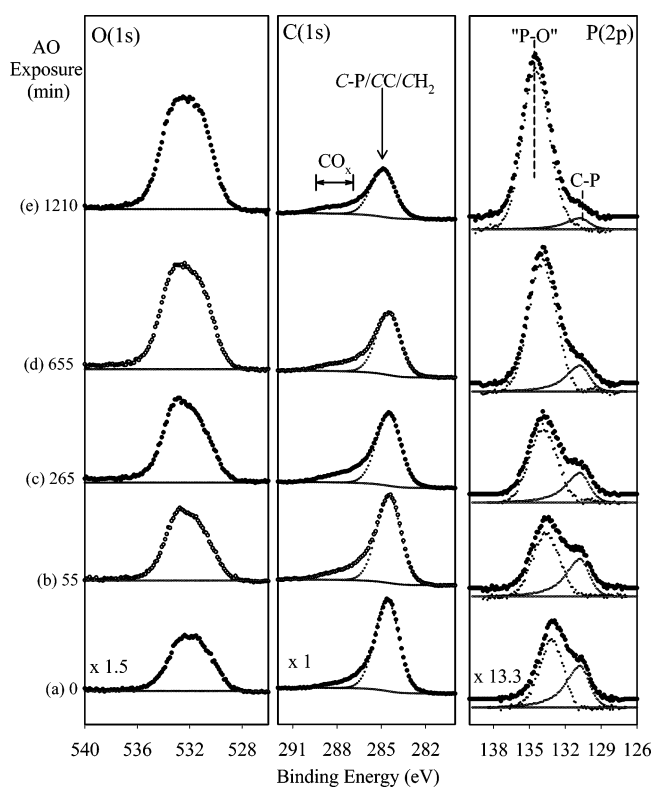 AO
Exposure
(min)
O(1s)
C(1s)
"P-O"
P(2p)
C-P/CC/CH2
COx
C-P
(e) 1210
(d) 655
(c) 265
(b) 55
(a) 0
x 1.5
x 1
x 13.3
540 536 532 528
291 288 285 282
138 135 132 129 126
Binding Energy (eV)